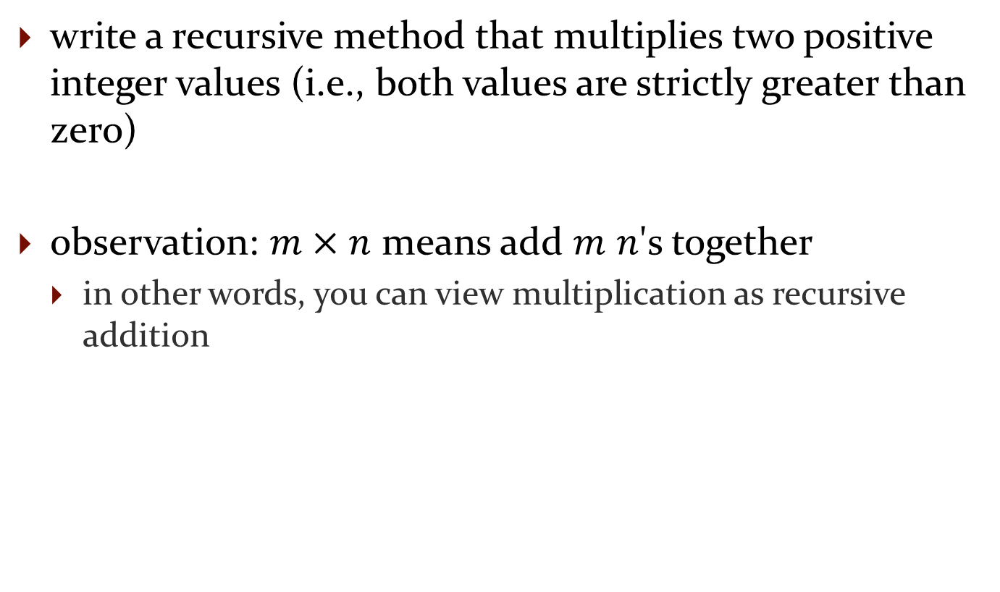 write a recursive method that multiplies two positive
integer values (i.e., both values are strictly greater than
zero)
observation: m × n means add m n's together
in other words, you can view multiplication as recursive
addition